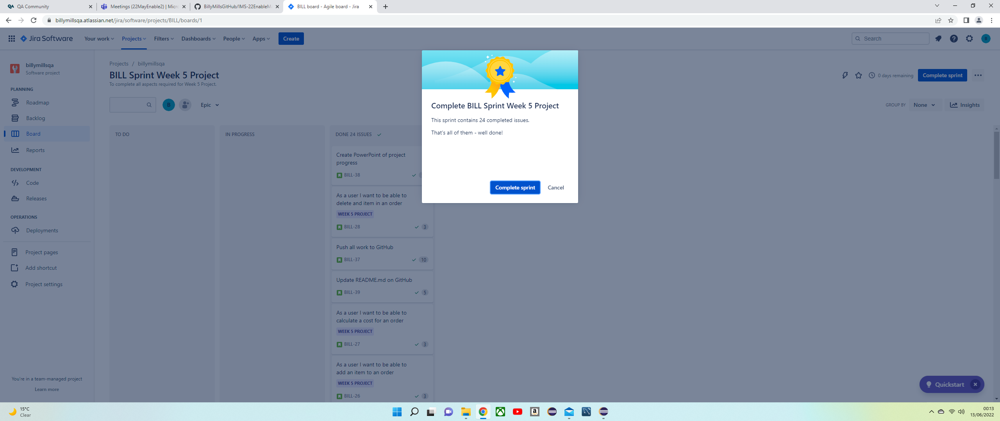 QA Community
Meetings (22MayEnable2) | Micro
BillyMillsGitHub/IMS-22EnableMa
BILL board - Agile board - Jira
billymillsqa.atlassian.net/jira/software/projects/BILL/boards/1
Jira Software
Your work
Projects
Filters
Dashboards
People
Apps
Create
Search
B
billymillsqa
Software project
PLANNING
Roadmap
Backlog
Board
Reports
DEVELOPMENT
Code
Releases
OPERATIONS
Deployments
Project pages
Add shortcut
Project settings
You're in a team-managed project
Learn more
Projects / billymillsqa
BILL Sprint Week 5 Project
To complete all aspects required for Week 5 Project.
0 days remaining
Complete sprint
B
Epic
GROUP BY
None
Insights
TO DO
IN PROGRESS
DONE 24 ISSUES
Create PowerPoint of project
progress
BILL-38
As a user I want to be able to
delete and item in an order
WEEK 5 PROJECT
BILL-28
3
Push all work to GitHub
BILL-37
10
Update README.md on GitHub
BILL-39
5
As a user I want to be able to
calculate a cost for an order
WEEK 5 PROJECT
BILL-27
3
As a user I want to be able to
add an item to an order
WEEK 5 PROJECT
BILL-26
3
Complete BILL Sprint Week 5 Project
This sprint contains 24 completed issues.
That's all of them - well done!
Complete sprint
Cancel
Quickstart
15°C
Clear
00:13
13/06/2022